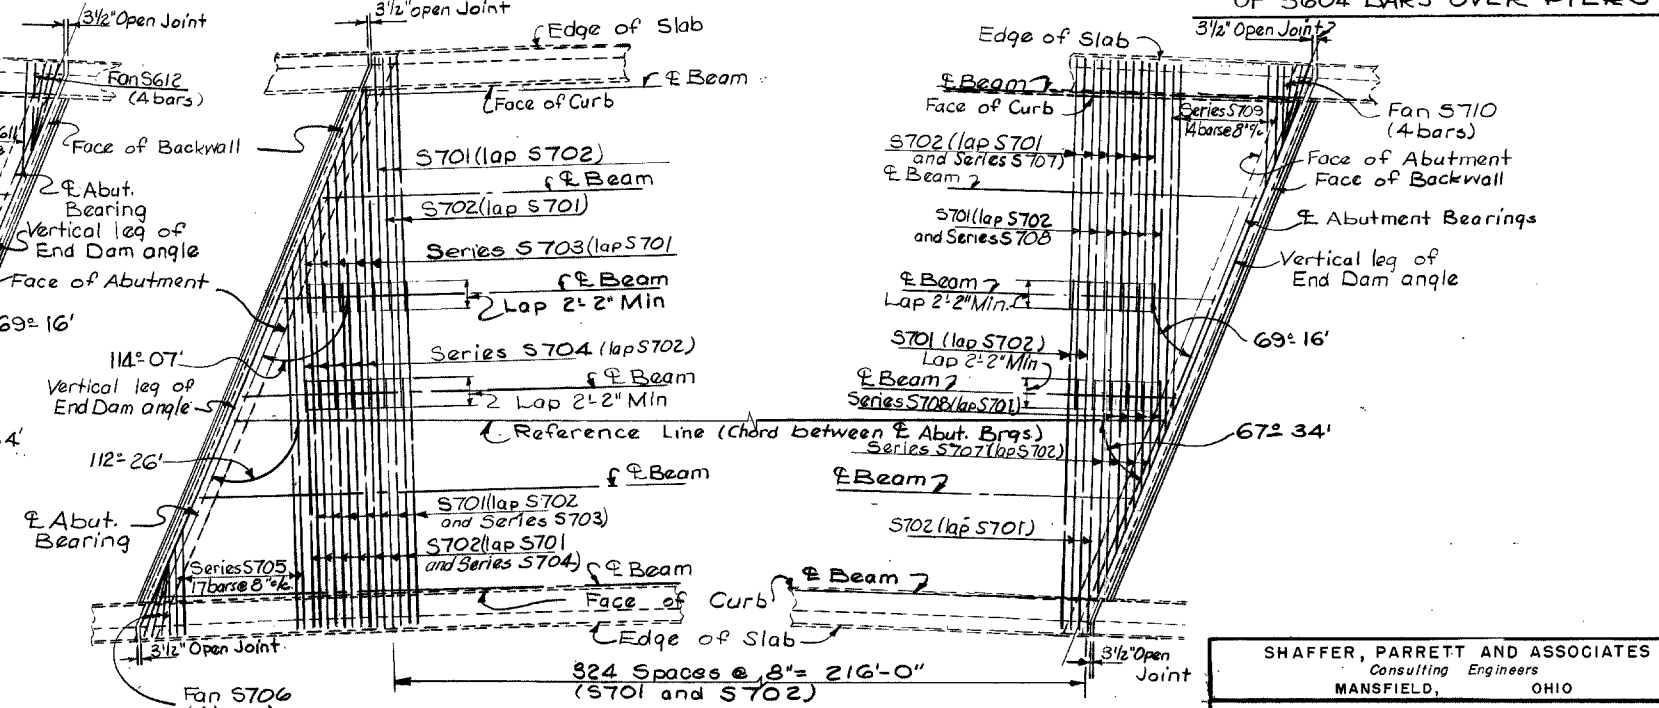 OF S604 BARS OVER PIERS
3½" Open Joint
3½" Open Joint
Edge of Slab
Edge of Slab
3½" Open Joint
Fan S612
(4 bars)
℄ Beam
Face of Curb
℄ Beam
Face of Curb
Series S709
14 bars @ 8" %
Fan S710
(4 bars)
Face of Backwall
S701 (lap S702)
S702 (lap S701
and Series S707)
Face of Abutment
Face of Backwall
℄ Abut.
Bearing
℄ Beam
℄ Beam
S702 (lap S701)
S701 (lap S702
and Series S708
℄ Abutment Bearings
Vertical leg of
End Dam angle
Series S703 (lap S701
Vertical leg of
End Dam angle
Face of Abutment
℄ Beam
Lap 2'-2" Min
℄ Beam
Lap 2'-2" Min.
69° 16'
69° 16'
114° 07'
Series S704 (lap S702)
S701 (lap S702)
Lap 2'-2" Min
Vertical leg of
End Dam angle
℄ Beam
Lap 2'-2" Min
℄ Beam
Series S708 (lap S701)
Reference Line (Chord between ℄ Abut. Brgs)
67° 34'
4'
112° 26'
Series S707 (lap S702)
℄ Beam
℄ Beam
℄ Abut.
Bearing
S701 (lap S702
and Series S703)
S702 (lap S701)
S702 (lap S701
and Series S704)
Series S705
17 bars @ 8" %
℄ Beam
℄ Beam
Face of Curb
Edge of Slab
3½" Open Joint
3½" Open
Joint
324 Spaces @ 8" = 216'-0"
(S701 and S702)
Fan S706
SHAFFER, PARRETT AND ASSOCIATES
Consulting Engineers
MANSFIELD, OHIO